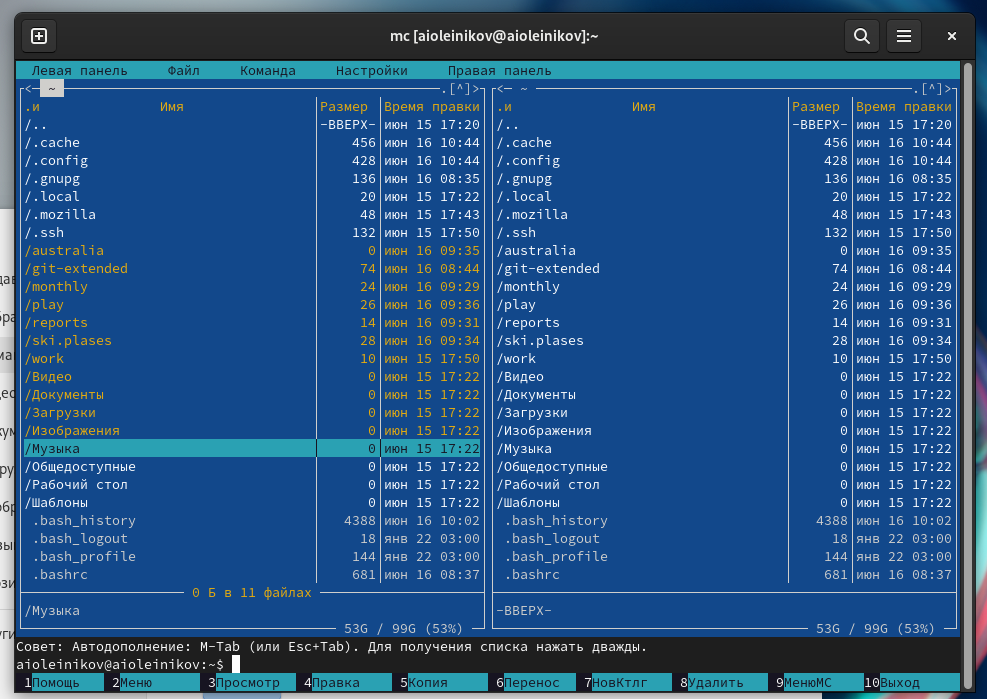 mc [aioleinikov@aioleinikov]:~
Левая панель Файл Команда Настройки Правая панель
<─ ~ .[^]> <─ ~ .[^]>
.и Имя Размер Время правки .и Имя Размер Время правки
/.. -ВВЕРХ- июн 15 17:20 /.. -ВВЕРХ- июн 15 17:20
/.cache 456 июн 16 10:44 /.cache 456 июн 16 10:44
/.config 428 июн 16 10:44 /.config 428 июн 16 10:44
/.gnupg 136 июн 16 08:35 /.gnupg 136 июн 16 08:35
/.local 20 июн 15 17:22 /.local 20 июн 15 17:22
/.mozilla 48 июн 15 17:43 /.mozilla 48 июн 15 17:43
/.ssh 132 июн 15 17:50 /.ssh 132 июн 15 17:50
/australia 0 июн 16 09:35 /australia 0 июн 16 09:35
/git-extended 74 июн 16 08:44 /git-extended 74 июн 16 08:44
/monthly 24 июн 16 09:29 /monthly 24 июн 16 09:29
/play 26 июн 16 09:36 /play 26 июн 16 09:36
/reports 14 июн 16 09:31 /reports 14 июн 16 09:31
/ski.plases 28 июн 16 09:34 /ski.plases 28 июн 16 09:34
/work 10 июн 15 17:50 /work 10 июн 15 17:50
/Видео 0 июн 15 17:22 /Видео 0 июн 15 17:22
/Документы 0 июн 15 17:22 /Документы 0 июн 15 17:22
/Загрузки 0 июн 15 17:22 /Загрузки 0 июн 15 17:22
/Изображения 0 июн 15 17:22 /Изображения 0 июн 15 17:22
/Музыка 0 июн 15 17:22 /Музыка 0 июн 15 17:22
/Общедоступные 0 июн 15 17:22 /Общедоступные 0 июн 15 17:22
/Рабочий стол 0 июн 15 17:22 /Рабочий стол 0 июн 15 17:22
/Шаблоны 0 июн 15 17:22 /Шаблоны 0 июн 15 17:22
.bash_history 4388 июн 16 10:02 .bash_history 4388 июн 16 10:02
.bash_logout 18 янв 22 03:00 .bash_logout 18 янв 22 03:00
.bash_profile 144 янв 22 03:00 .bash_profile 144 янв 22 03:00
.bashrc 681 июн 16 08:37 .bashrc 681 июн 16 08:37
0 Б в 11 файлах
/Музыка -ВВЕРХ-
53G / 99G (53%) 53G / 99G (53%)
Совет: Автодополнение: M-Tab (или Esc+Tab). Для получения списка нажать дважды.
aioleinikov@aioleinikov:~$
1Помощь 2Меню 3Просмотр 4Правка 5Копия 6Перенос 7НовКтлг 8Удалить 9МенюMC 10Выход